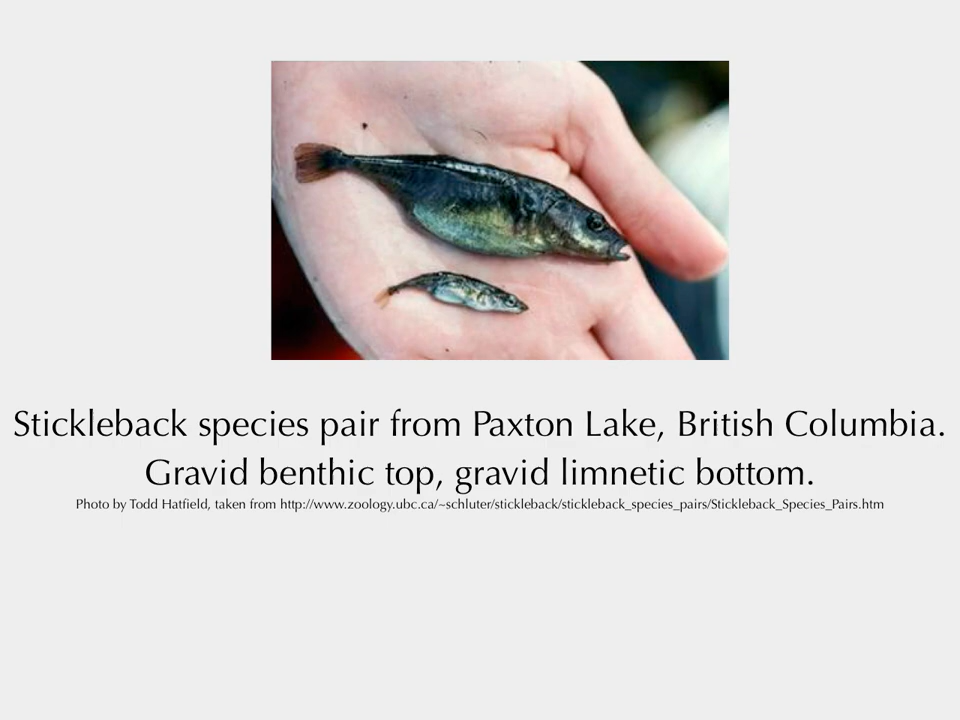 Stickleback species pair from Paxton Lake, British Columbia.
Gravid benthic top, gravid limnetic bottom.
Photo by Todd Hatfield, taken from http://www.zoology.ubc.ca/~schluter/stickleback/stickleback_species_pairs/Stickleback_Species_Pairs.htm